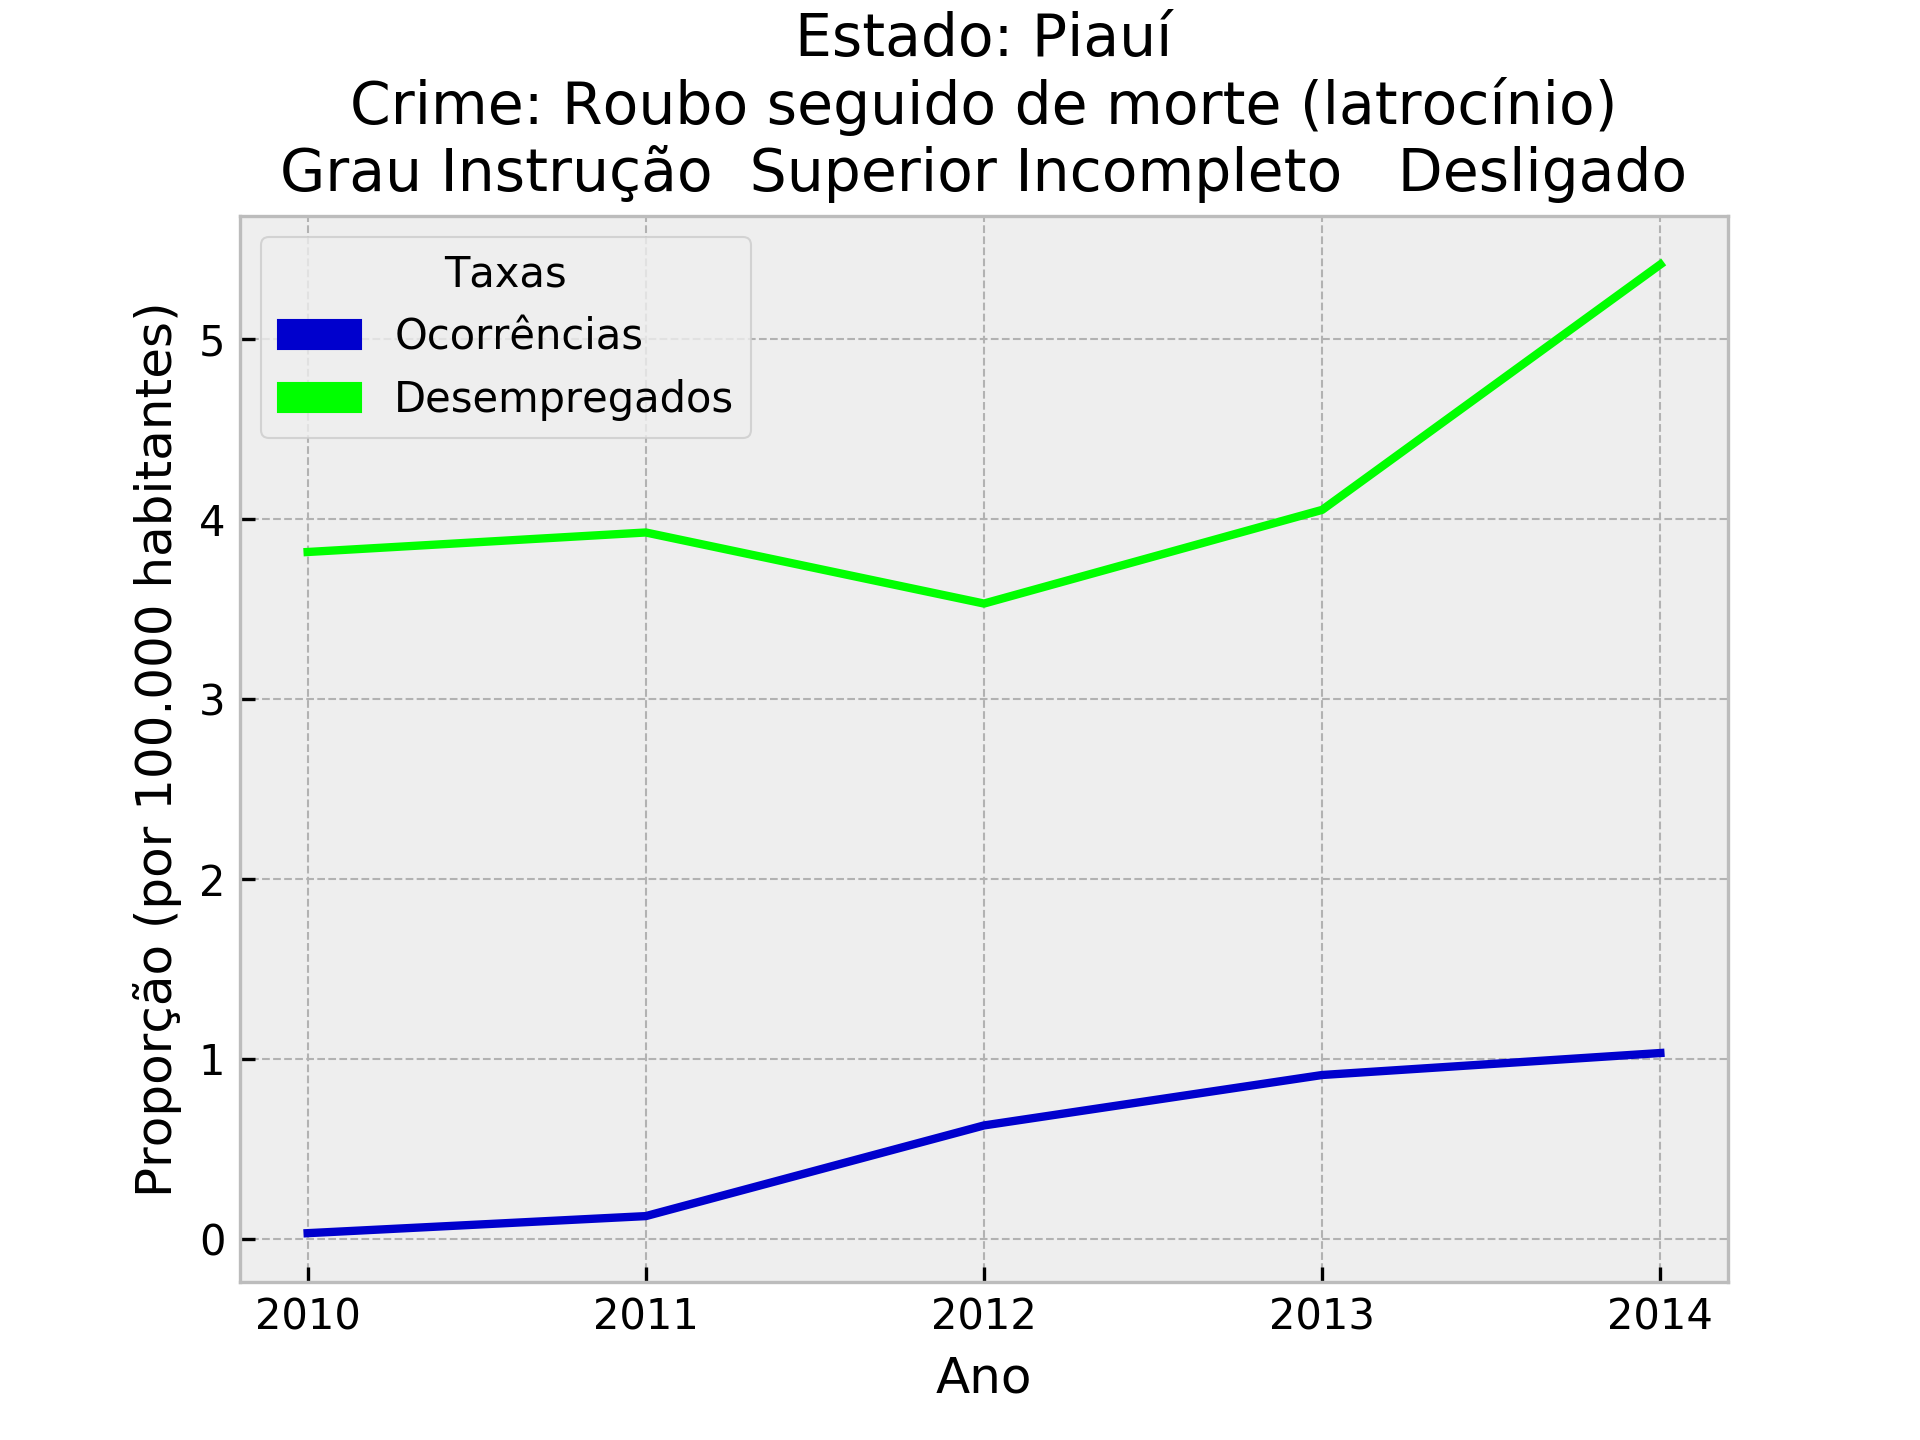 Estado: Piauí
Crime: Roubo seguido de morte (latrocínio)
Grau Instrução  Superior Incompleto   Desligado
Taxas
Ocorrências
Desempregados
Proporção (por 100.000 habitantes)
5
4
3
2
1
0
2010 2011 2012 2013 2014
Ano